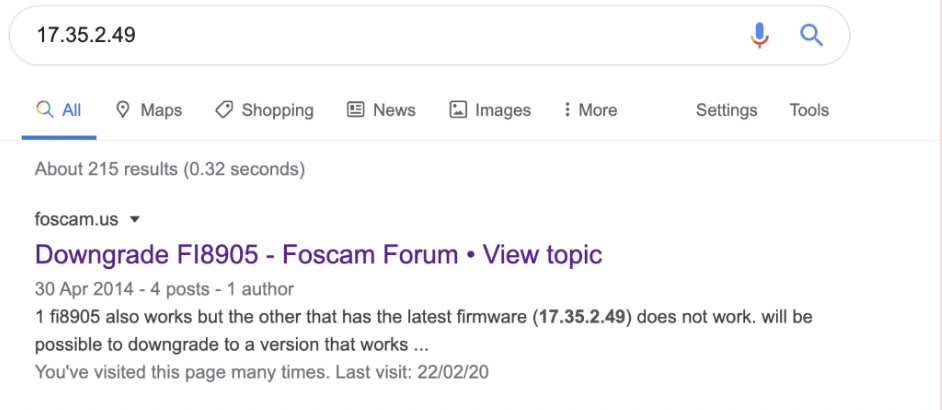 17.35.2.49
All Maps Shopping News Images More Settings Tools
About 215 results (0.32 seconds)
foscam.us
Downgrade FI8905 - Foscam Forum • View topic
30 Apr 2014 - 4 posts - 1 author
1 fi8905 also works but the other that has the latest firmware (17.35.2.49) does not work. will be
possible to downgrade to a version that works ...
You've visited this page many times. Last visit: 22/02/20